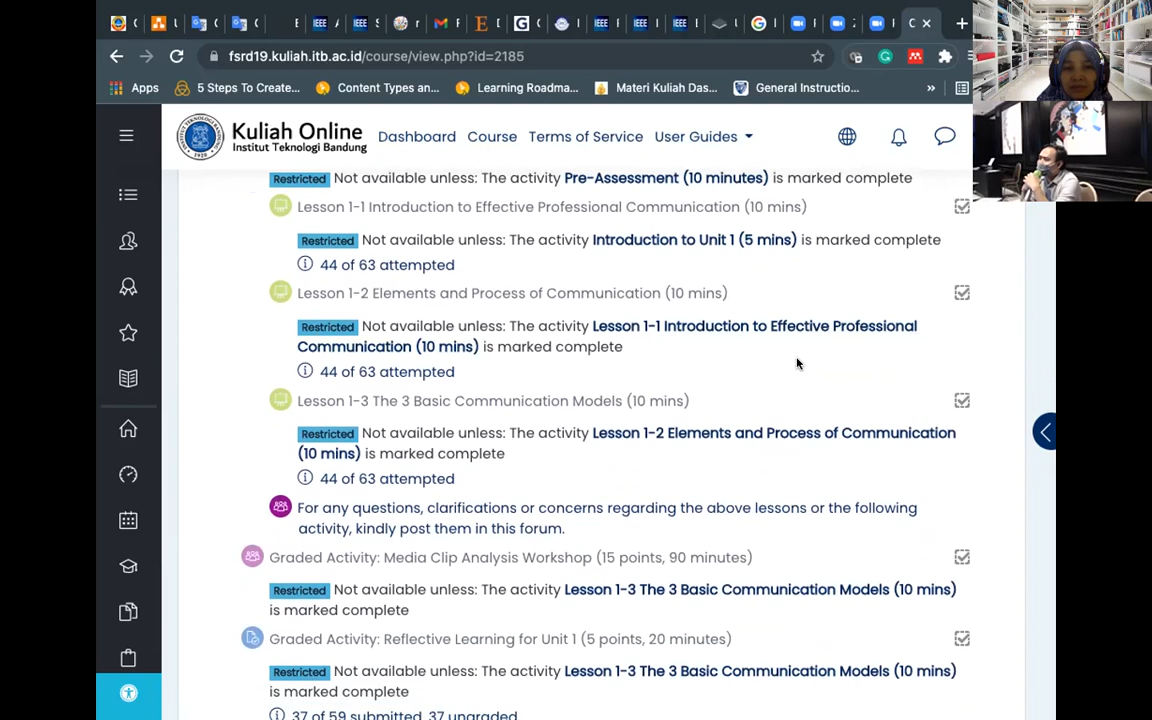 fsrd19.kuliah.itb.ac.id/course/view.php?id=2185
Apps 5 Steps To Create... Content Types an... Learning Roadma... Materi Kuliah Das... General Instructio... »
Kuliah Online
Institut Teknologi Bandung
Dashboard Course Terms of Service User Guides
Restricted Not available unless: The activity Pre-Assessment (10 minutes) is marked complete
Lesson 1-1 Introduction to Effective Professional Communication (10 mins)
Restricted Not available unless: The activity Introduction to Unit 1 (5 mins) is marked complete
44 of 63 attempted
Lesson 1-2 Elements and Process of Communication (10 mins)
Restricted Not available unless: The activity Lesson 1-1 Introduction to Effective Professional
Communication (10 mins) is marked complete
44 of 63 attempted
Lesson 1-3 The 3 Basic Communication Models (10 mins)
Restricted Not available unless: The activity Lesson 1-2 Elements and Process of Communication
(10 mins) is marked complete
44 of 63 attempted
For any questions, clarifications or concerns regarding the above lessons or the following
activity, kindly post them in this forum.
Graded Activity: Media Clip Analysis Workshop (15 points, 90 minutes)
Restricted Not available unless: The activity Lesson 1-3 The 3 Basic Communication Models (10 mins)
is marked complete
Graded Activity: Reflective Learning for Unit 1 (5 points, 20 minutes)
Restricted Not available unless: The activity Lesson 1-3 The 3 Basic Communication Models (10 mins)
is marked complete
37 of 59 submitted, 37 ungraded